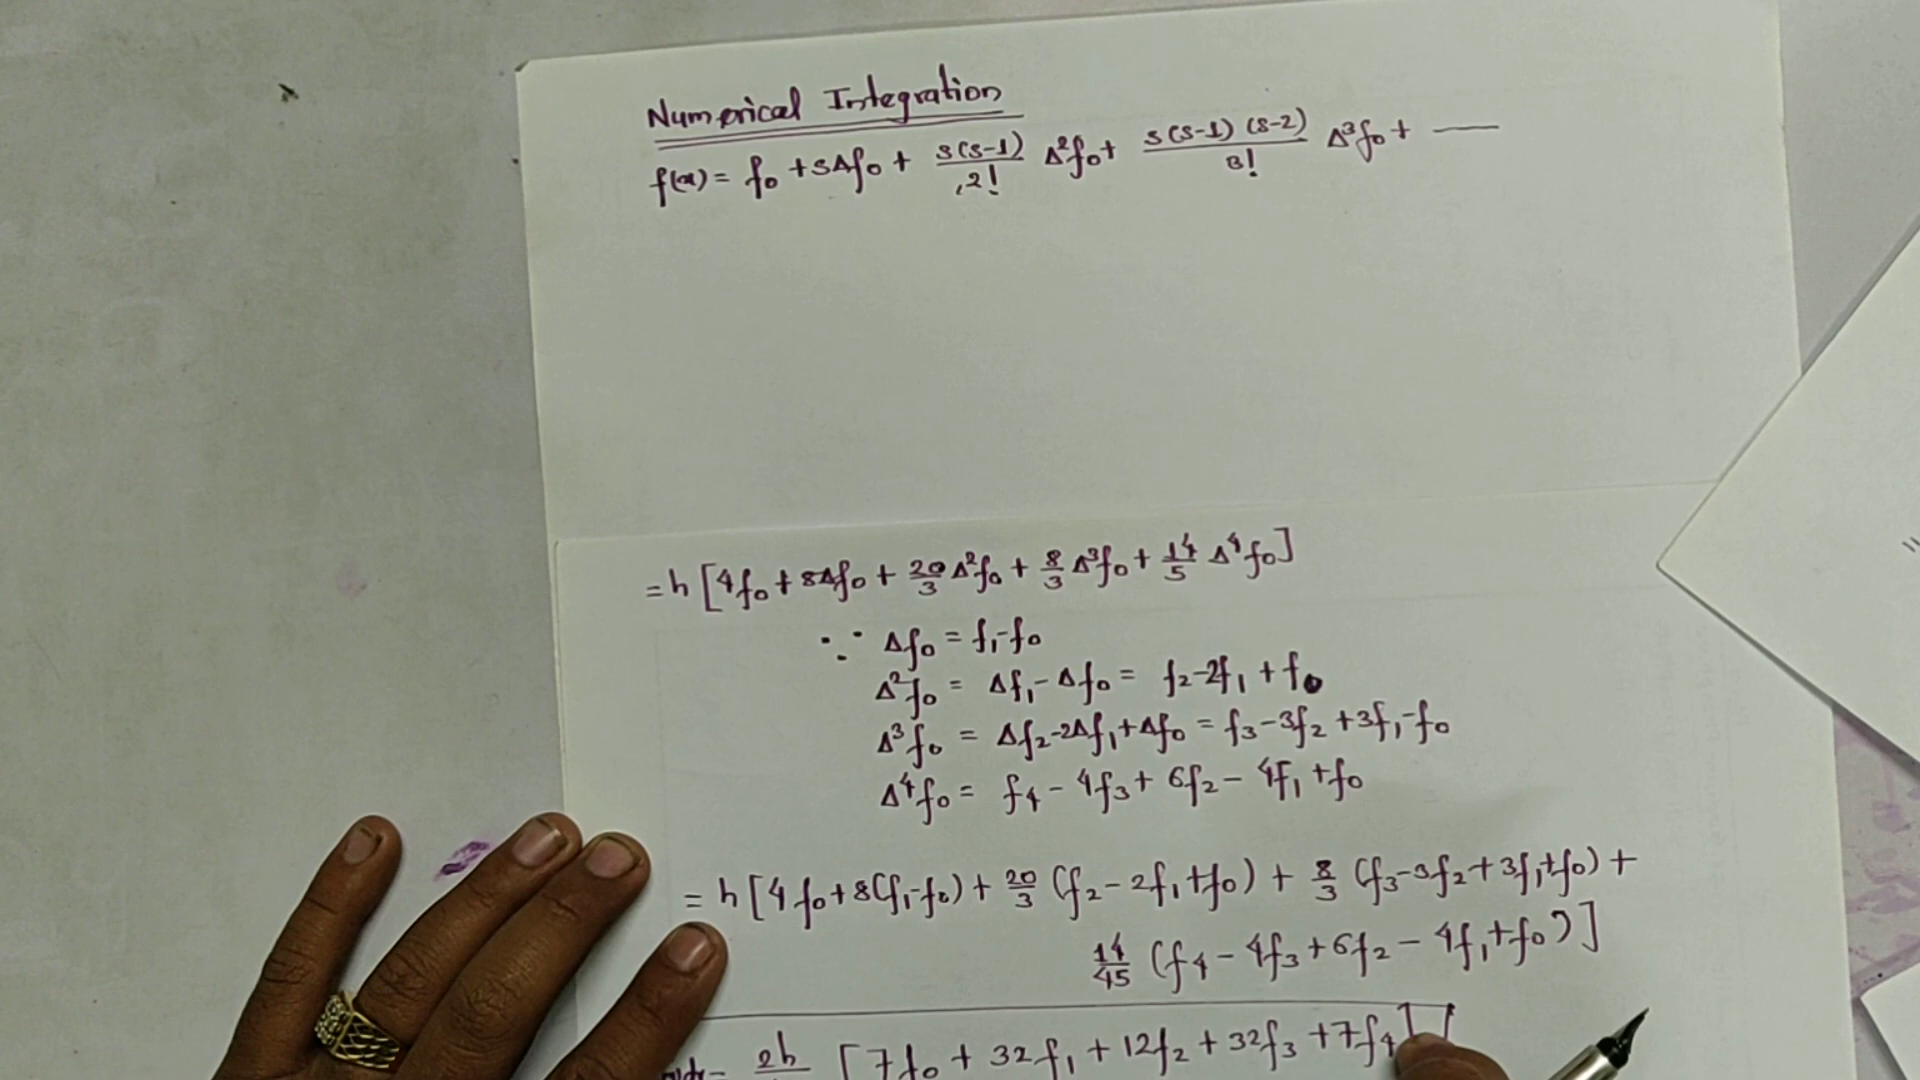 Numerical Integration
f(x) = f₀ + sΔf₀ + s(s-1)/2! Δ²f₀ + s(s-1)(s-2)/3! Δ³f₀ + —
= h [4f₀ + 8Δf₀ + 20/3 Δ²f₀ + 8/3 Δ³f₀ + 14/5 Δ⁴f₀]
∵ Δf₀ = f₁-f₀
Δ²f₀ = Δf₁ - Δf₀ = f₂-2f₁ + f₀
Δ³f₀ = Δf₂-2Δf₁+Δf₀ = f₃-3f₂+3f₁-f₀
Δ⁴f₀ = f₄ - 4f₃ + 6f₂ - 4f₁ + f₀
= h [4f₀ + 8(f₁-f₀) + 20/3 (f₂-2f₁+f₀) + 8/3 (f₃-3f₂+3f₁+f₀) +
14/45 (f₄ - 4f₃ + 6f₂ - 4f₁+f₀)]
= 2h [7f₀ + 32f₁ + 12f₂ + 32f₃ + 7f₄]